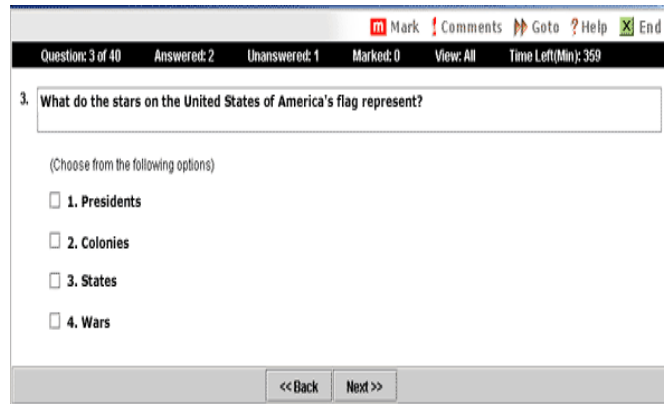 m Mark ! Comments Goto ? Help X End
Question: 3 of 40 Answered: 2 Unanswered: 1 Marked: 0 View: All Time Left(Min): 359
3. What do the stars on the United States of America's flag represent?
(Choose from the following options)
1. Presidents
2. Colonies
3. States
4. Wars
<< Back Next >>